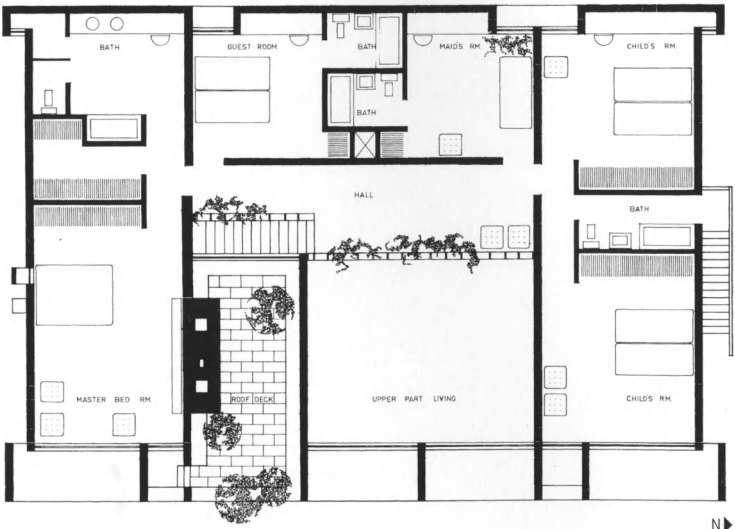 BATH
GUEST ROOM
BATH
MAID'S RM.
CHILD'S RM.
BATH
HALL
BATH
MASTER BED RM.
ROOF DECK
UPPER PART LIVING
CHILD'S RM.
N